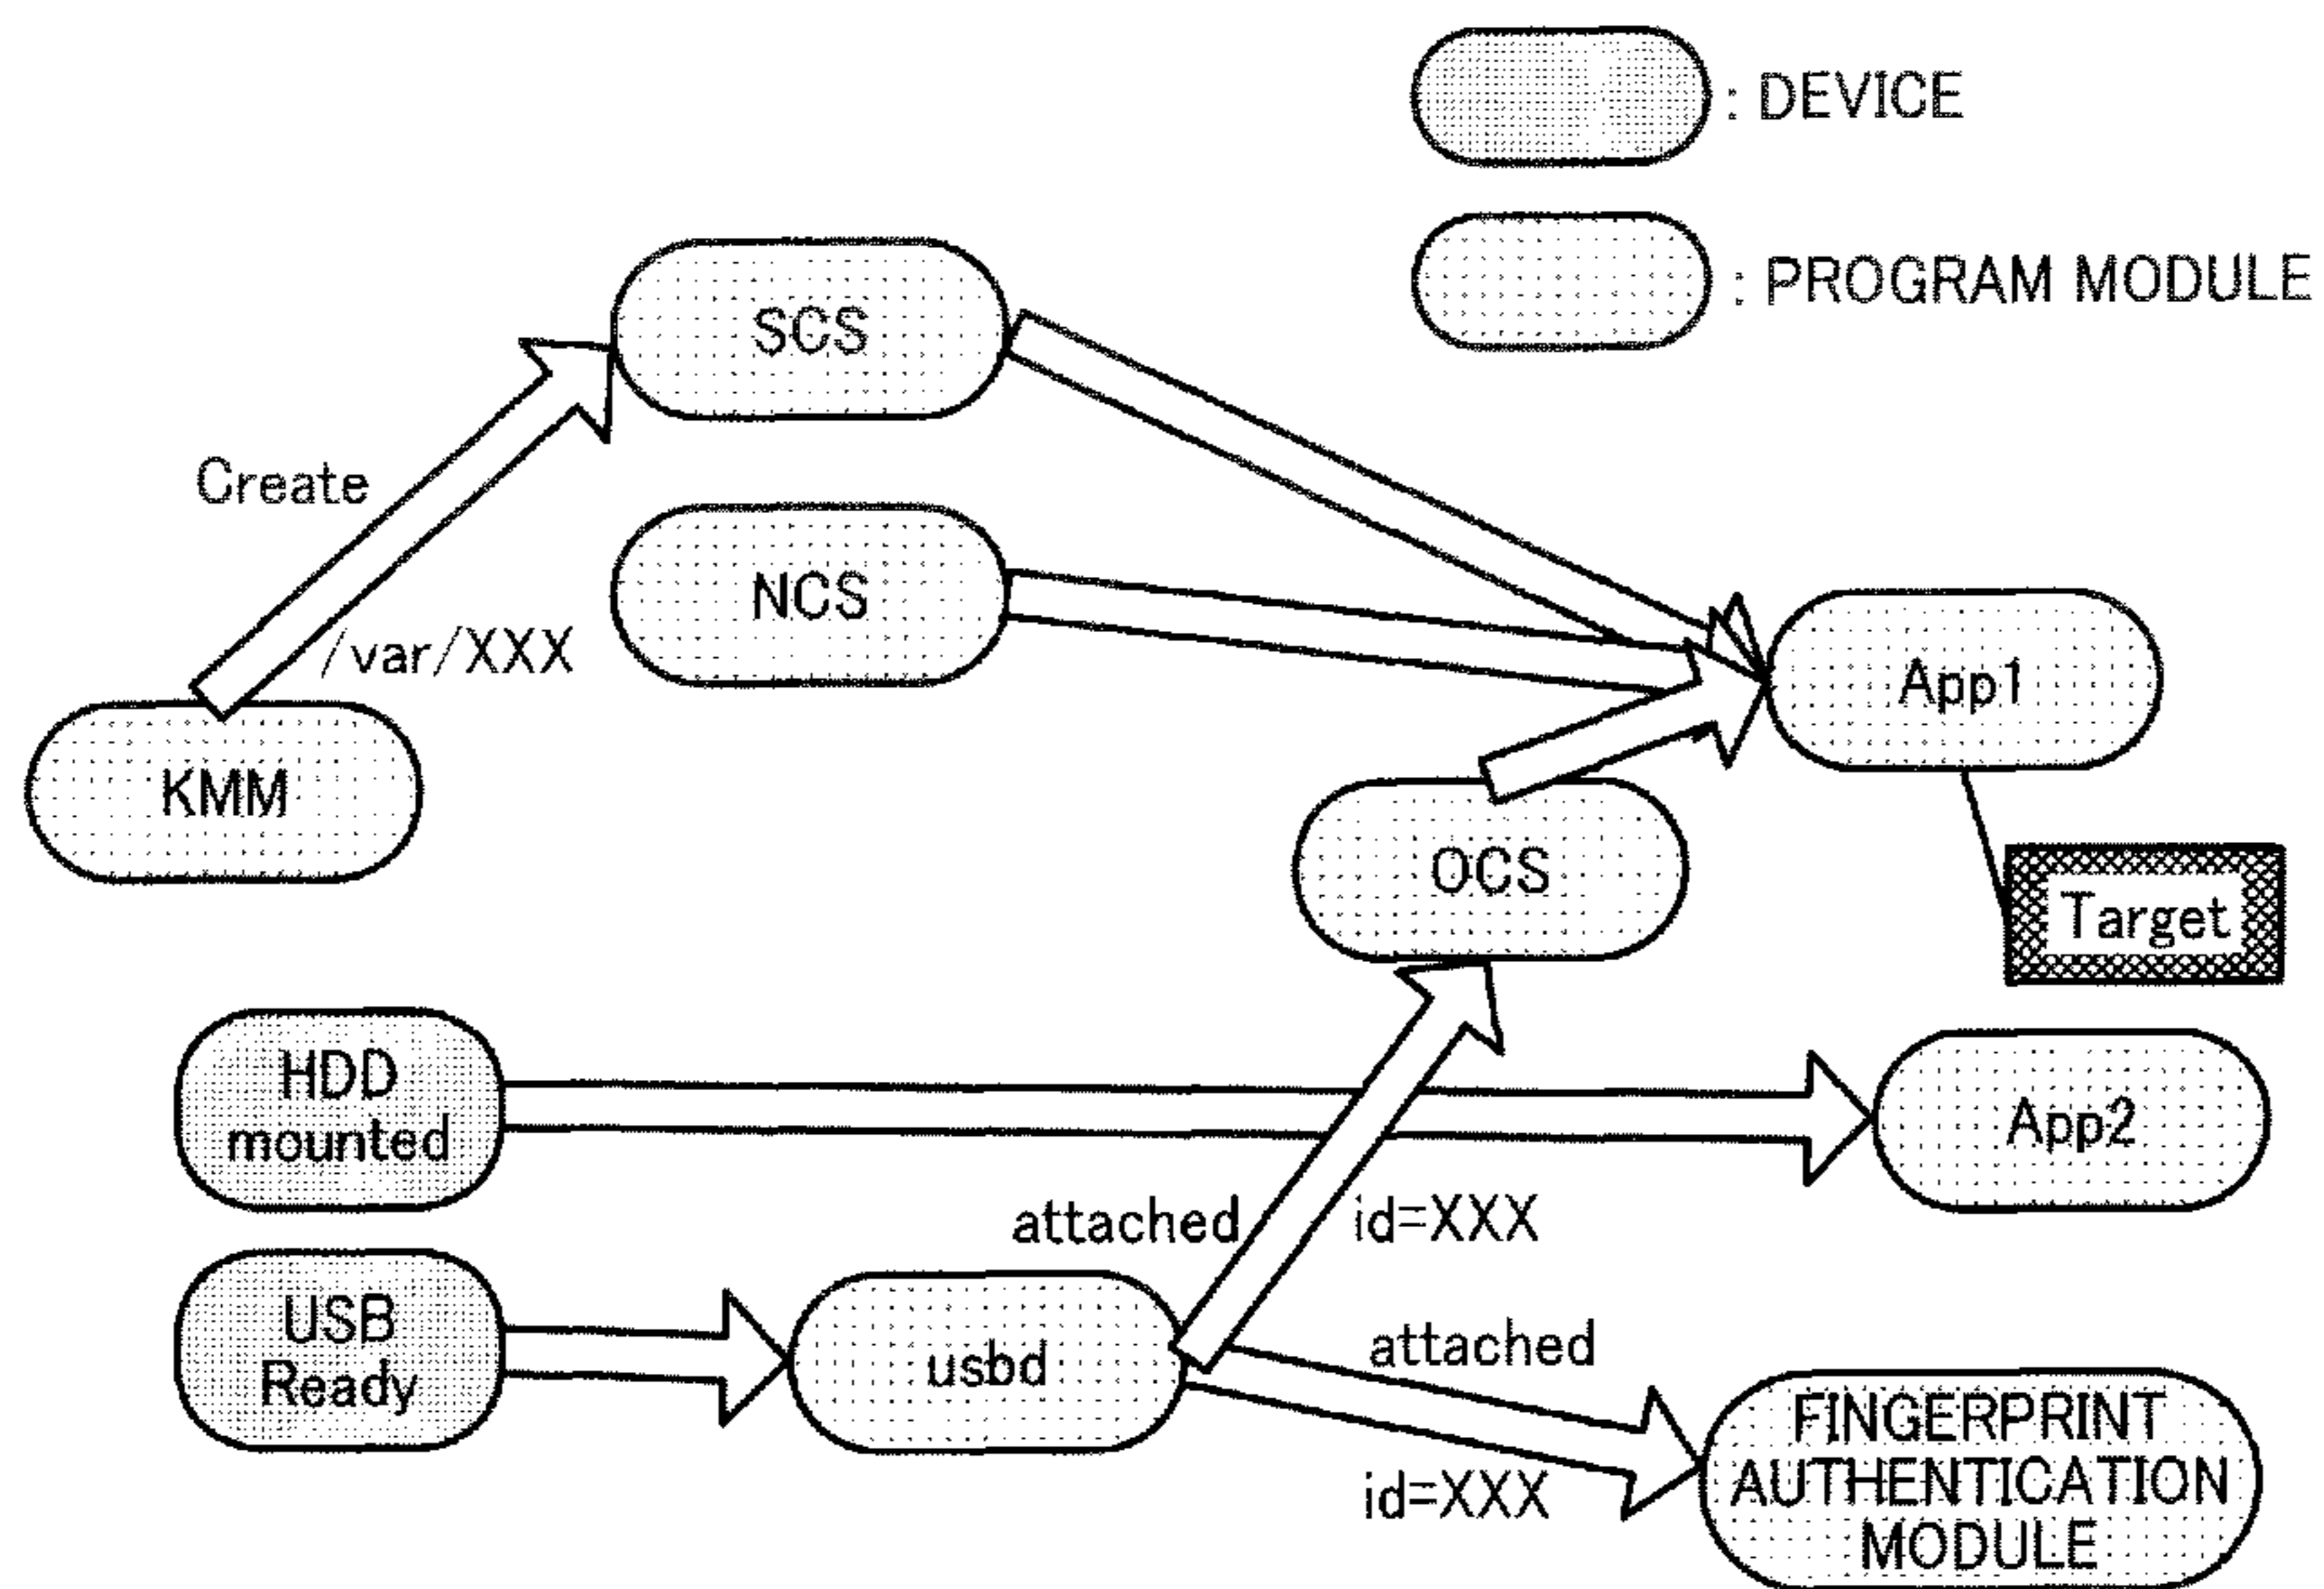 : DEVICE
: PROGRAM MODULE
SCS
Create
NCS
/var/XXX
App1
KMM
OCS
Target
HDD
mounted
App2
attached
id=XXX
USB
Ready
usbd
attached
id=XXX
FINGERPRINT
AUTHENTICATION
MODULE